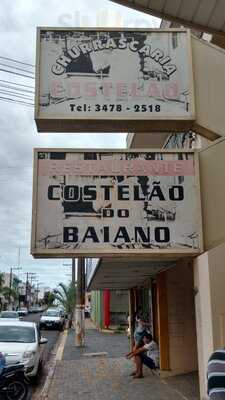 CHURRASCARIA
COSTELÃO
Tel: 3478 - 2518
RESTAURANTE
COSTELÃO
DO
BAIANO